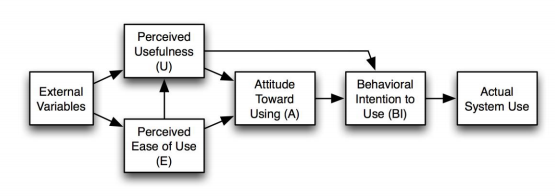 Perceived
Usefulness
(U)
External
Variables
Perceived
Ease of Use
(E)
Attitude
Toward
Using (A)
Behavioral
Intention to
Use (BI)
Actual
System Use